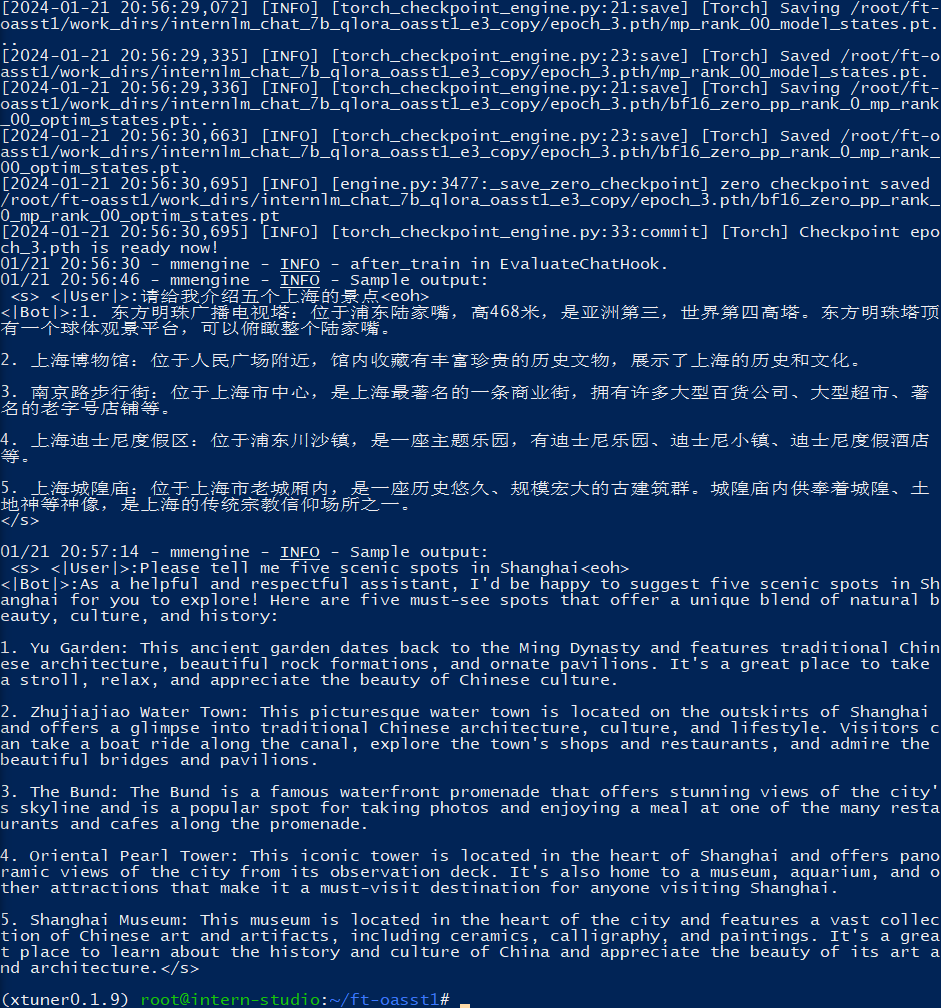 [2024-01-21 20:56:29,072] [INFO] [torch_checkpoint_engine.py:21:save] [Torch] Saving /root/ft-
oasst1/work_dirs/internlm_chat_7b_qlora_oasst1_e3_copy/epoch_3.pth/mp_rank_00_model_states.pt.
..
[2024-01-21 20:56:29,335] [INFO] [torch_checkpoint_engine.py:23:save] [Torch] Saved /root/ft-o
asst1/work_dirs/internlm_chat_7b_qlora_oasst1_e3_copy/epoch_3.pth/mp_rank_00_model_states.pt.
[2024-01-21 20:56:29,336] [INFO] [torch_checkpoint_engine.py:21:save] [Torch] Saving /root/ft-
oasst1/work_dirs/internlm_chat_7b_qlora_oasst1_e3_copy/epoch_3.pth/bf16_zero_pp_rank_0_mp_rank
_00_optim_states.pt...
[2024-01-21 20:56:30,663] [INFO] [torch_checkpoint_engine.py:23:save] [Torch] Saved /root/ft-o
asst1/work_dirs/internlm_chat_7b_qlora_oasst1_e3_copy/epoch_3.pth/bf16_zero_pp_rank_0_mp_rank_
00_optim_states.pt.
[2024-01-21 20:56:30,695] [INFO] [engine.py:3477:_save_zero_checkpoint] zero checkpoint saved
/root/ft-oasst1/work_dirs/internlm_chat_7b_qlora_oasst1_e3_copy/epoch_3.pth/bf16_zero_pp_rank_
0_mp_rank_00_optim_states.pt
[2024-01-21 20:56:30,695] [INFO] [torch_checkpoint_engine.py:33:commit] [Torch] Checkpoint epo
ch_3.pth is ready now!
01/21 20:56:30 - mmengine - INFO - after_train in EvaluateChatHook.
01/21 20:56:46 - mmengine - INFO - Sample output:
<s> <|User|>:请给我介绍五个上海的景点<eoh>
<|Bot|>:1. 东方明珠广播电视塔：位于浦东陆家嘴，高468米，是亚洲第三，世界第四高塔。东方明珠塔顶
有一个球体观景平台，可以俯瞰整个陆家嘴。
2. 上海博物馆：位于人民广场附近，馆内收藏有丰富珍贵的历史文物，展示了上海的历史和文化。
3. 南京路步行街：位于上海市中心，是上海最著名的一条商业街，拥有许多大型百货公司、大型超市、著
名的老字号店铺等。
4. 上海迪士尼度假区：位于浦东川沙镇，是一座主题乐园，有迪士尼乐园、迪士尼小镇、迪士尼度假酒店
等。
5. 上海城隍庙：位于上海市老城厢内，是一座历史悠久、规模宏大的古建筑群。城隍庙内供奉着城隍、土
地神等神像，是上海的传统宗教信仰场所之一。
</s>
01/21 20:57:14 - mmengine - INFO - Sample output:
<s> <|User|>:Please tell me five scenic spots in Shanghai<eoh>
<|Bot|>:As a helpful and respectful assistant, I'd be happy to suggest five scenic spots in Sh
anghai for you to explore! Here are five must-see spots that offer a unique blend of natural b
eauty, culture, and history:
1. Yu Garden: This ancient garden dates back to the Ming Dynasty and features traditional Chin
ese architecture, beautiful rock formations, and ornate pavilions. It's a great place to take
a stroll, relax, and appreciate the beauty of Chinese culture.
2. Zhujiajiao Water Town: This picturesque water town is located on the outskirts of Shanghai
and offers a glimpse into traditional Chinese architecture, culture, and lifestyle. Visitors c
an take a boat ride along the canal, explore the town's shops and restaurants, and admire the
beautiful bridges and pavilions.
3. The Bund: The Bund is a famous waterfront promenade that offers stunning views of the city'
s skyline and is a popular spot for taking photos and enjoying a meal at one of the many resta
urants and cafes along the promenade.
4. Oriental Pearl Tower: This iconic tower is located in the heart of Shanghai and offers pano
ramic views of the city from its observation deck. It's also home to a museum, aquarium, and o
ther attractions that make it a must-visit destination for anyone visiting Shanghai.
5. Shanghai Museum: This museum is located in the heart of the city and features a vast collec
tion of Chinese art and artifacts, including ceramics, calligraphy, and paintings. It's a grea
t place to learn about the history and culture of China and appreciate the beauty of its art a
nd architecture.</s>
(xtuner0.1.9) root@intern-studio:~/ft-oasst1#